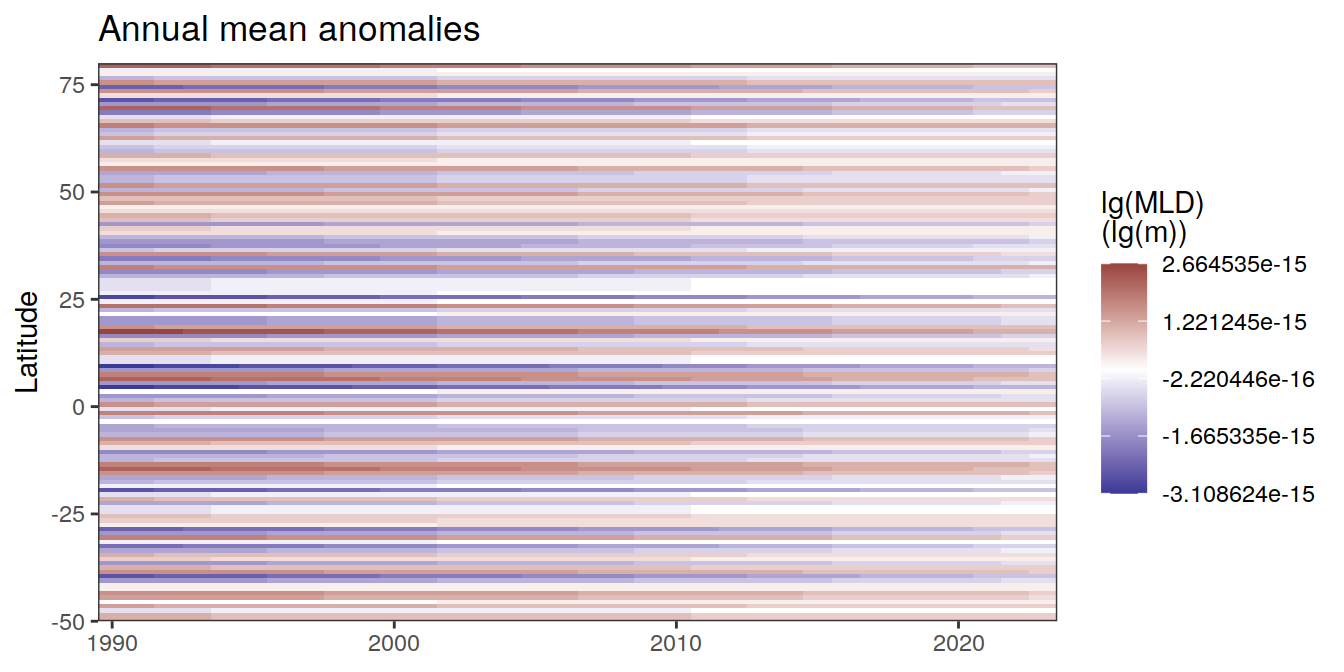 Annual mean anomalies
Latitude
75
50
25
0
-25
-50
1990
2000
2010
2020
lg(MLD)
(lg(m))
2.664535e-15
1.221245e-15
-2.220446e-16
-1.665335e-15
-3.108624e-15